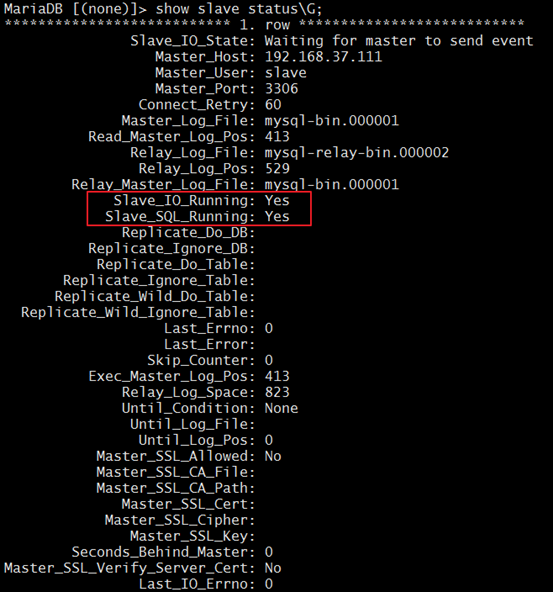 MariaDB [(none)]> show slave status\G;
*************************** 1. row ***************************
Slave_IO_State: Waiting for master to send event
Master_Host: 192.168.37.111
Master_User: slave
Master_Port: 3306
Connect_Retry: 60
Master_Log_File: mysql-bin.000001
Read_Master_Log_Pos: 413
Relay_Log_File: mysql-relay-bin.000002
Relay_Log_Pos: 529
Relay_Master_Log_File: mysql-bin.000001
Slave_IO_Running: Yes
Slave_SQL_Running: Yes
Replicate_Do_DB:
Replicate_Ignore_DB:
Replicate_Do_Table:
Replicate_Ignore_Table:
Replicate_Wild_Do_Table:
Replicate_Wild_Ignore_Table:
Last_Errno: 0
Last_Error:
Skip_Counter: 0
Exec_Master_Log_Pos: 413
Relay_Log_Space: 823
Until_Condition: None
Until_Log_File:
Until_Log_Pos: 0
Master_SSL_Allowed: No
Master_SSL_CA_File:
Master_SSL_CA_Path:
Master_SSL_Cert:
Master_SSL_Cipher:
Master_SSL_Key:
Seconds_Behind_Master: 0
Master_SSL_Verify_Server_Cert: No
Last_IO_Errno: 0